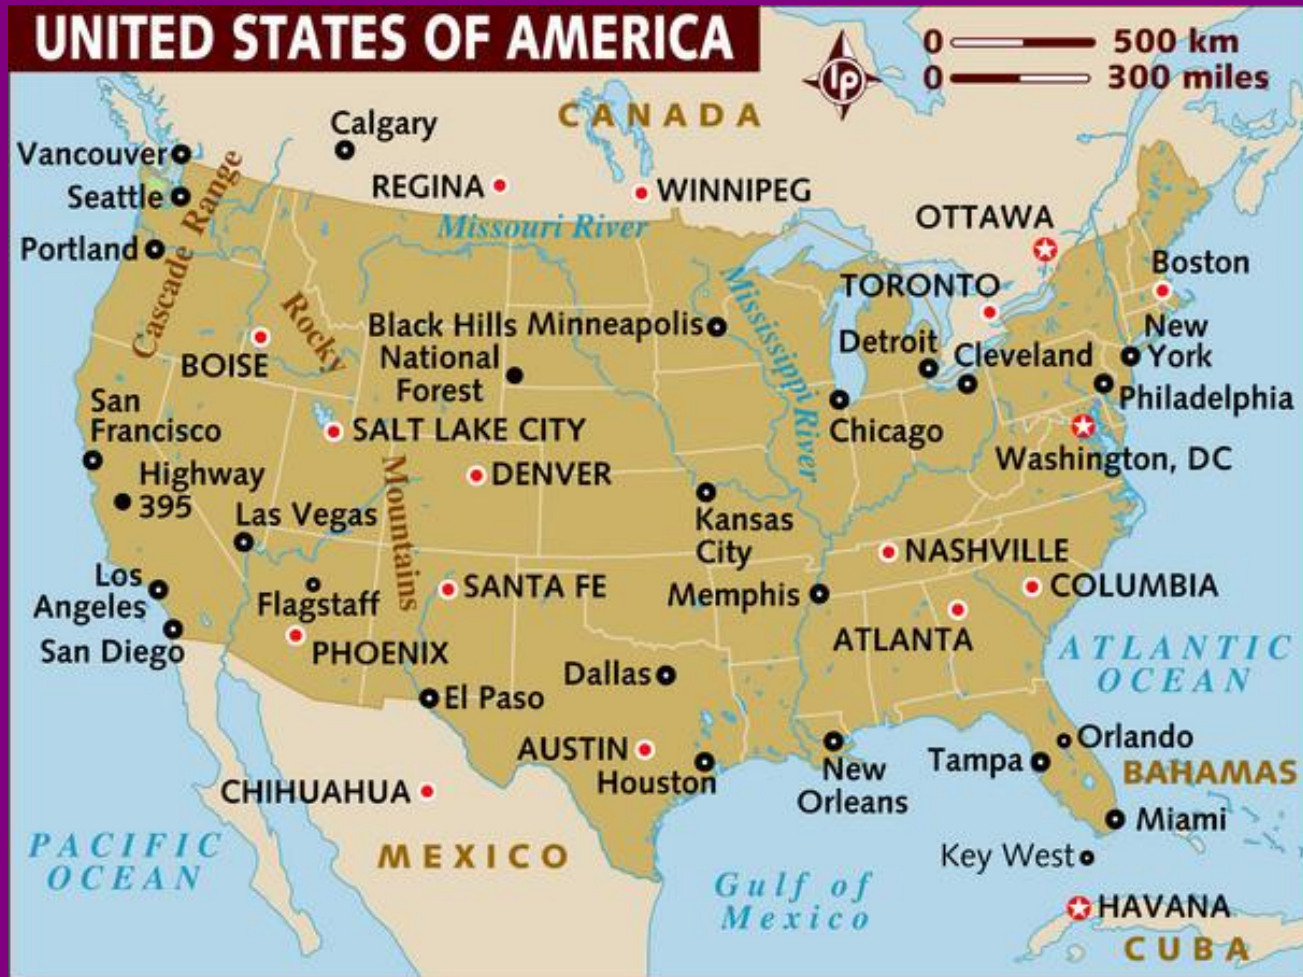 UNITED STATES OF AMERICA
0 500 km
0 300 miles
lp
CANADA
Calgary
Vancouver
REGINA
WINNIPEG
Seattle
Missouri River
OTTAWA
Portland
Cascade Range
Boston
TORONTO
Mississippi River
Rocky
Mountains
Black Hills
National
Forest
Minneapolis
Detroit
Cleveland
New
York
BOISE
Philadelphia
San
Francisco
SALT LAKE CITY
Chicago
Washington, DC
Highway
395
DENVER
Las Vegas
Kansas
City
NASHVILLE
Los
Angeles
Flagstaff
SANTA FE
Memphis
COLUMBIA
San Diego
PHOENIX
ATLANTA
ATLANTIC
OCEAN
Dallas
El Paso
AUSTIN
Houston
New
Orleans
Tampa
Orlando
BAHAMAS
CHIHUAHUA
Miami
PACIFIC
OCEAN
MEXICO
Key West
Gulf of
Mexico
HAVANA
CUBA